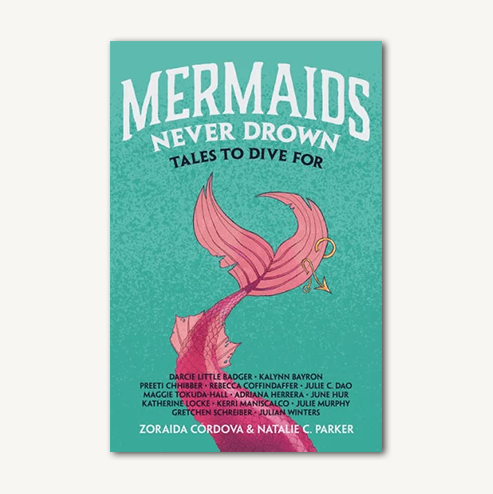 MERMAIDS
NEVER DROWN
TALES TO DIVE FOR
DARCIE LITTLE BADGER • KALYNN BAYRON
PREETI CHHIBBER • REBECCA COFFINDAFFER • JULIE C. DAO
MAGGIE TOKUDA-HALL • ADRIANA HERRERA • JUNE HUR
KATHERINE LOCKE • KERRI MANISCALCO • JULIE MURPHY
GRETCHEN SCHREIBER • JULIAN WINTERS
ZORAIDA CÓRDOVA & NATALIE C. PARKER